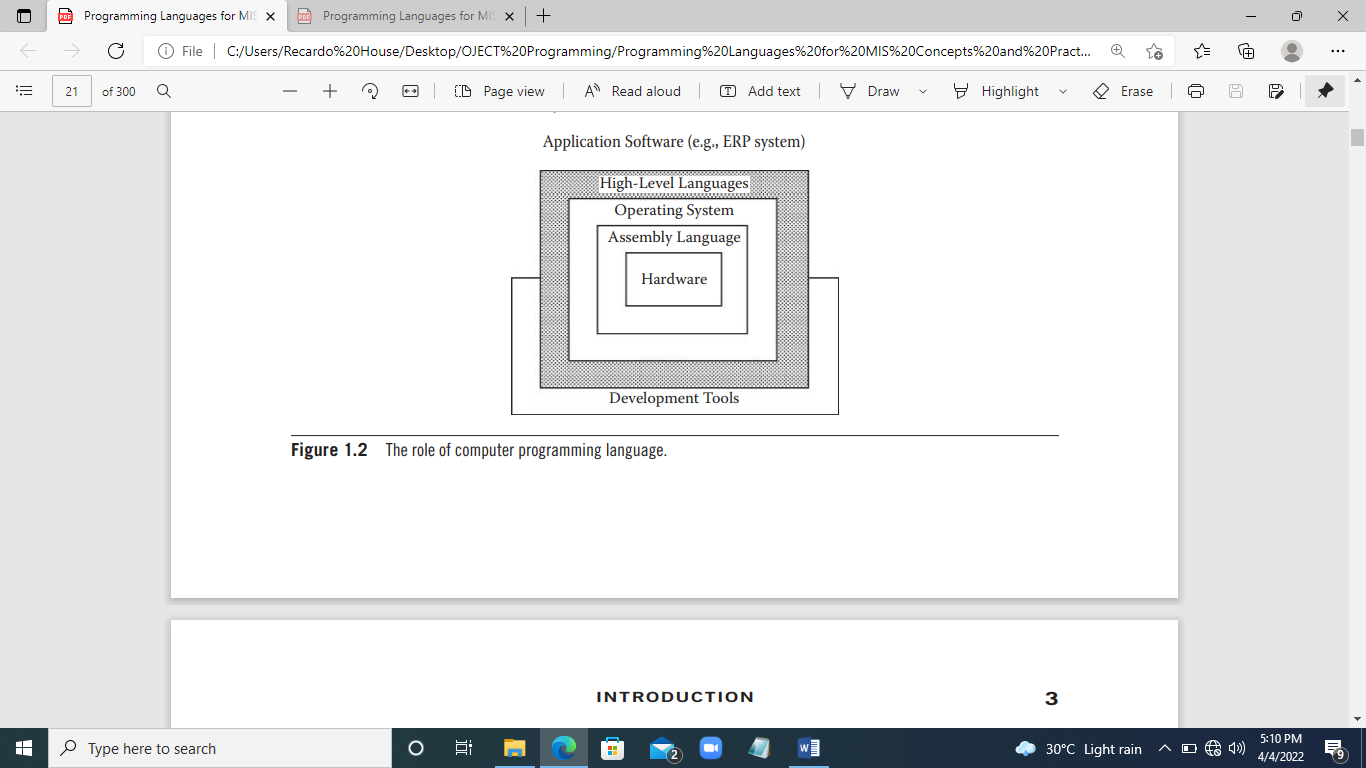 Programming Languages for MIS
Programming Languages for MIS
File
C:/Users/Recardo%20House/Desktop/OJECT%20Programming/Programming%20Languages%20for%20MIS%20Concepts%20and%20Pract...
21 of 300
Page view
Read aloud
Add text
Draw
Highlight
Erase
Application Software (e.g., ERP system)
High-Level Languages
Operating System
Assembly Language
Hardware
Development Tools
Figure 1.2 The role of computer programming language.
INTRODUCTION 3
Type here to search
2
30°C Light rain
5:10 PM
4/4/2022
9